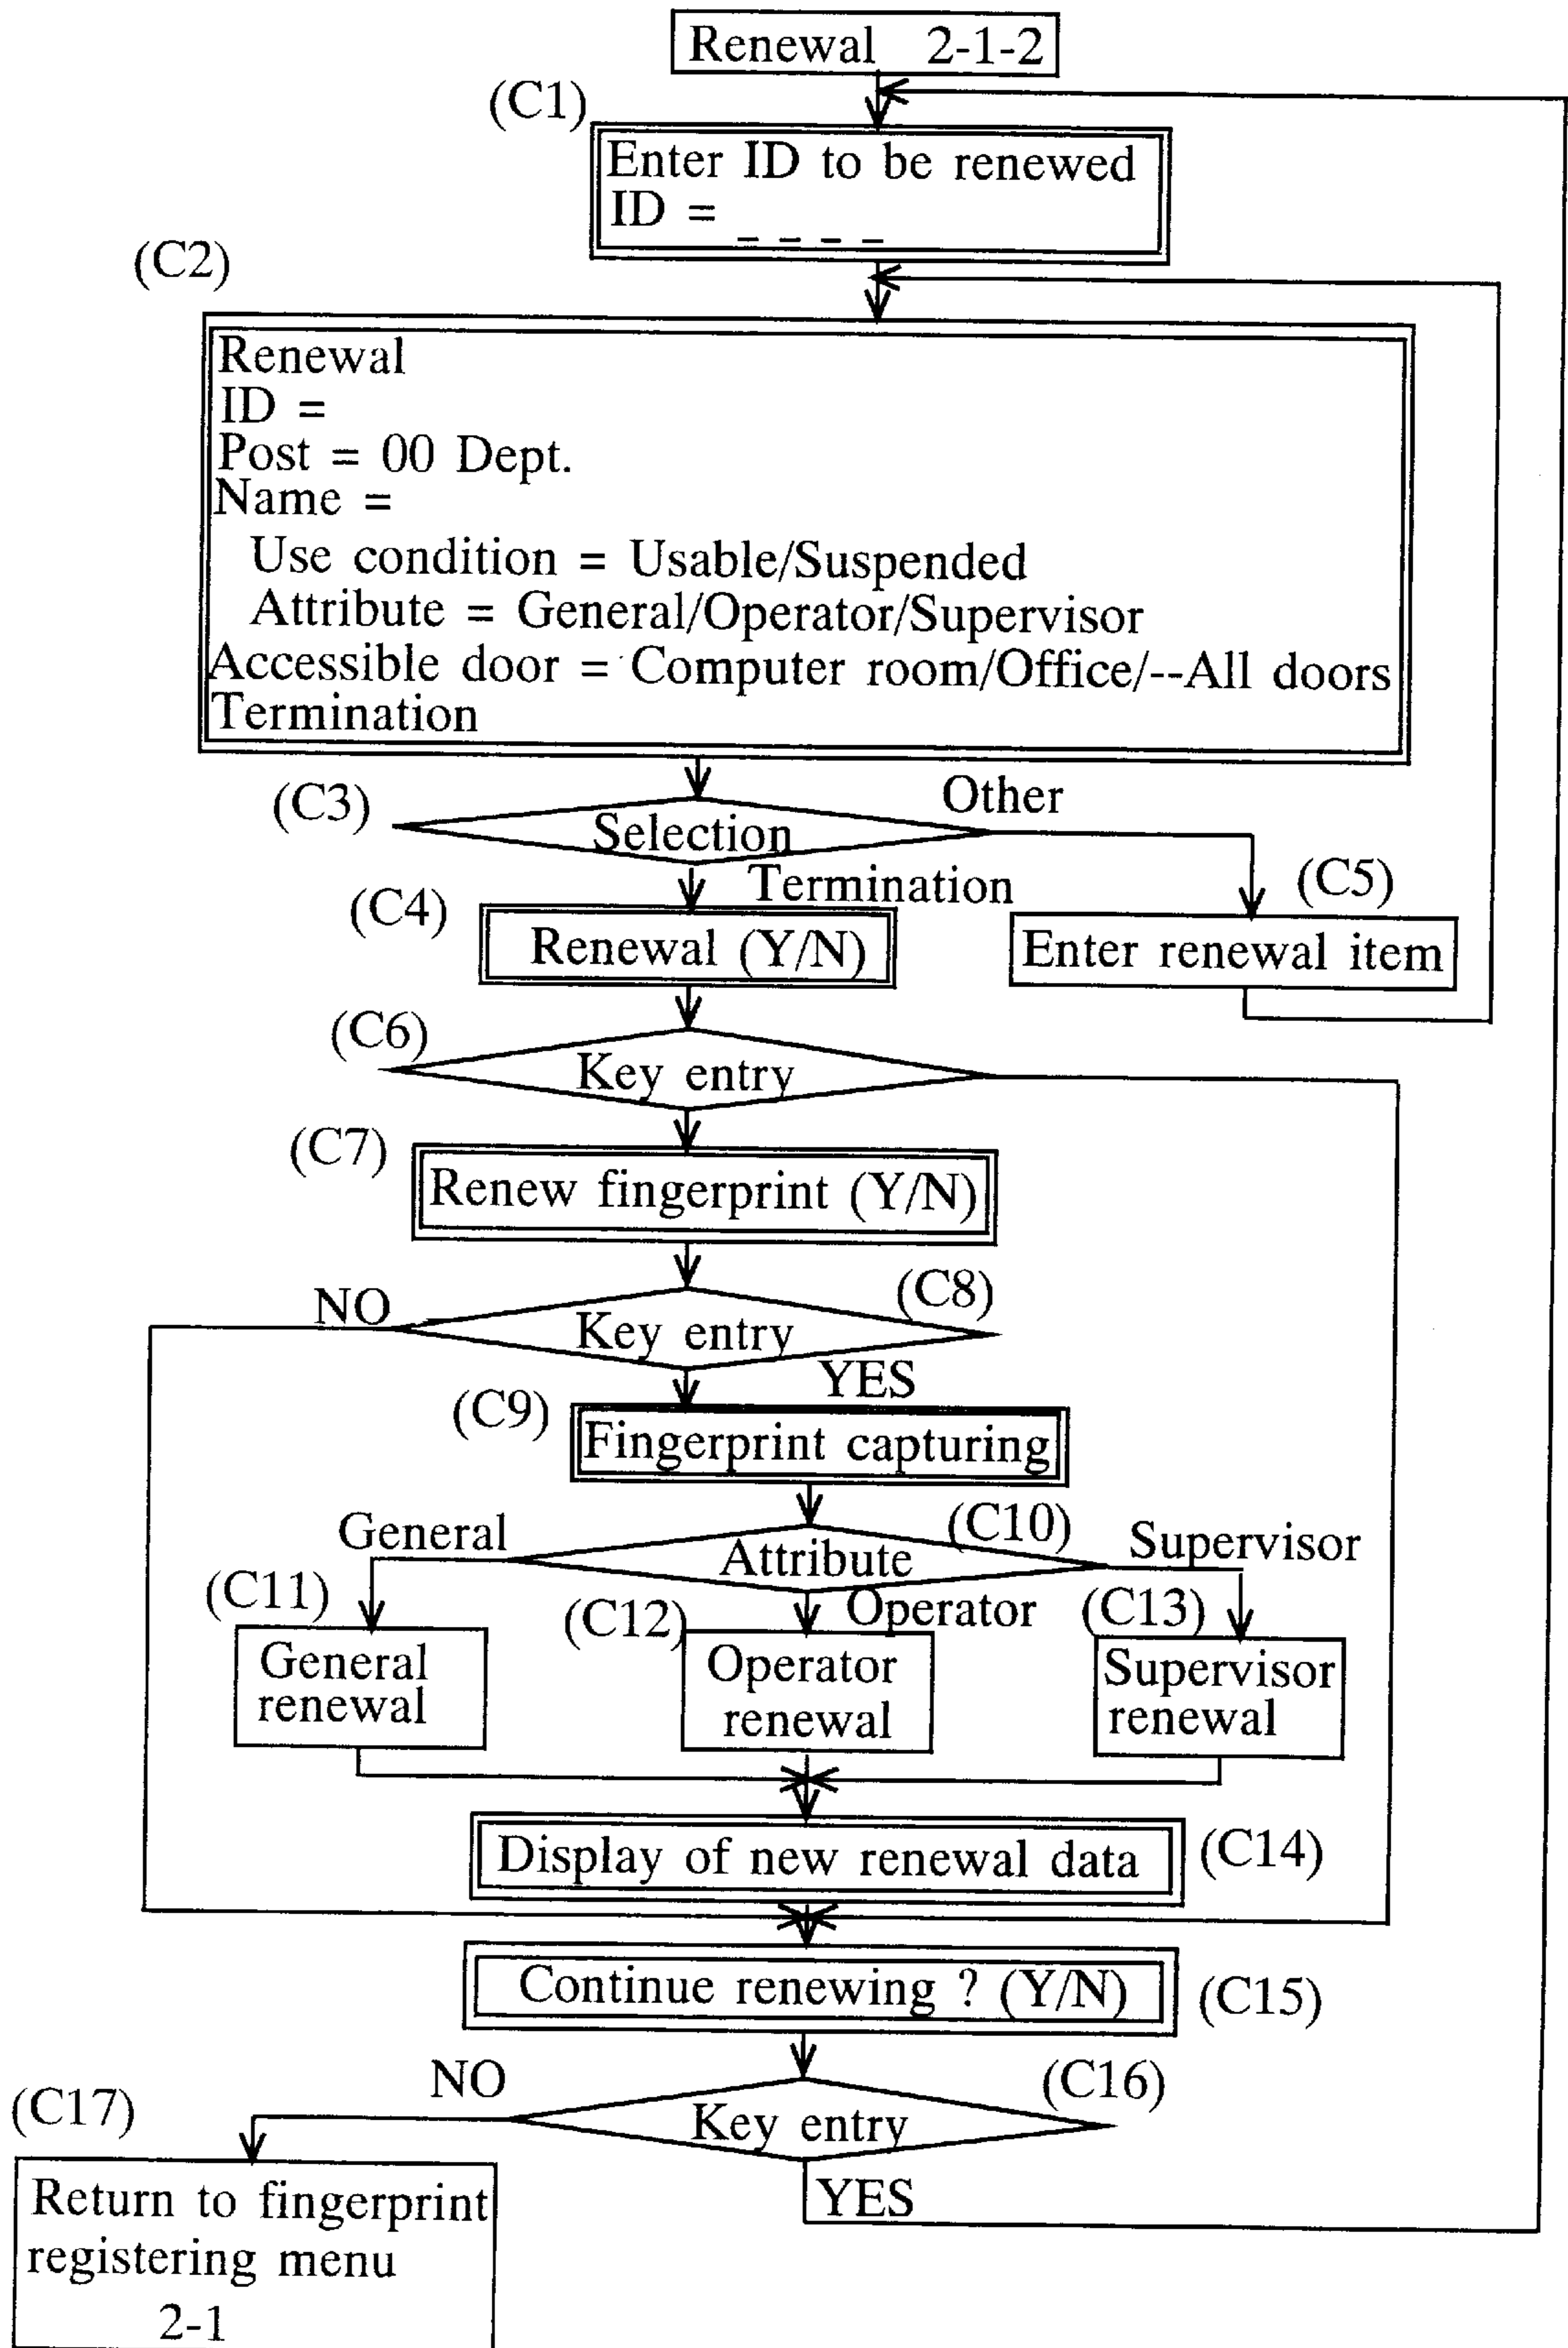 Renewal 2-1-2
(C1)
Enter ID to be renewed
ID = _ _ _ _
(C2)
Renewal
ID =
Post = 00 Dept.
Name =
Use condition = Usable/Suspended
Attribute = General/Operator/Supervisor
Accessible door = Computer room/Office/--All doors
Termination
(C3)
Selection
Other
Termination
(C4)
Renewal (Y/N)
(C5)
Enter renewal item
(C6)
Key entry
(C7)
Renew fingerprint (Y/N)
(C8)
NO
Key entry
YES
(C9)
Fingerprint capturing
(C10)
General
Attribute
Supervisor
Operator
(C11)
General
renewal
(C12)
Operator
renewal
(C13)
Supervisor
renewal
Display of new renewal data
(C14)
Continue renewing ? (Y/N)
(C15)
NO
(C16)
Key entry
YES
(C17)
Return to fingerprint
registering menu
2-1